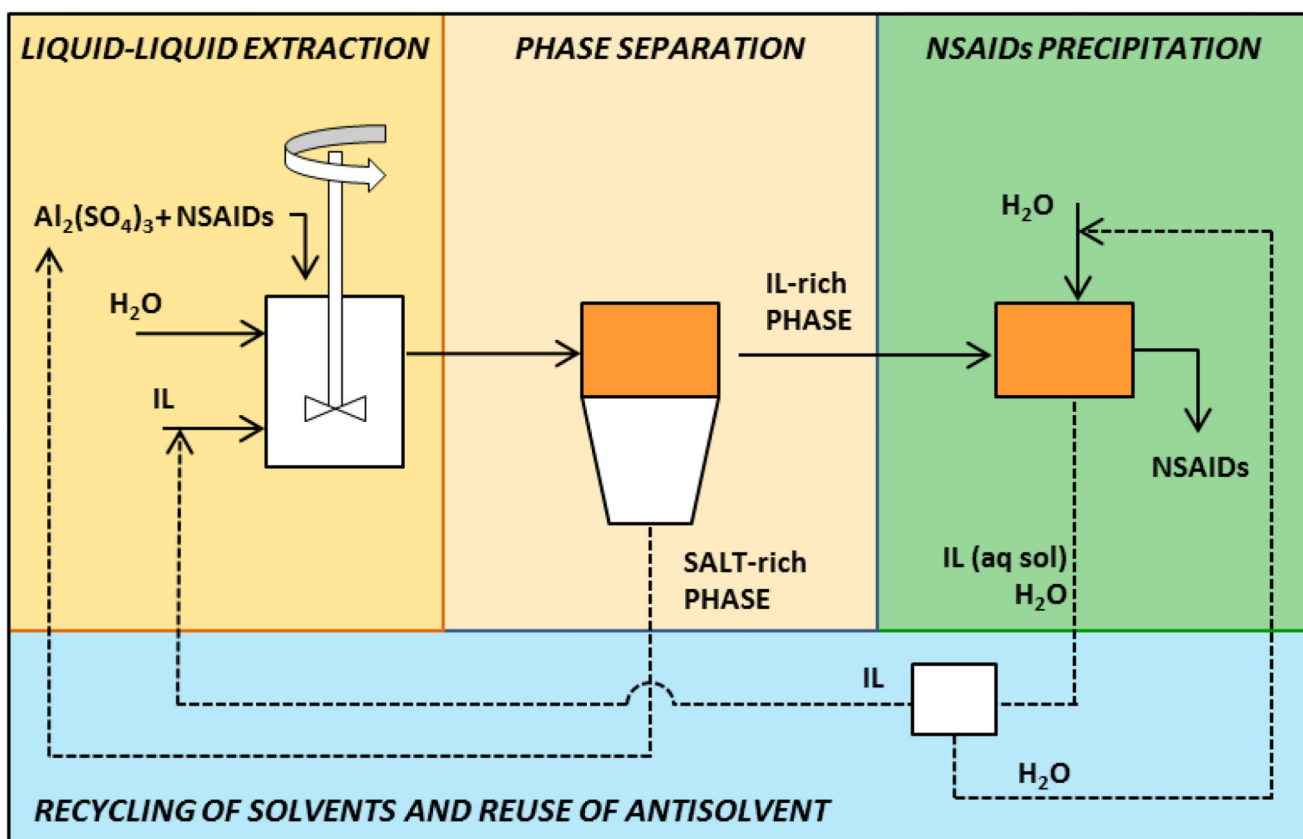 LIQUID-LIQUID EXTRACTION
PHASE SEPARATION
NSAIDs PRECIPITATION
Al₂(SO₄)₃+ NSAIDs
H₂O
IL
IL-rich
PHASE
SALT-rich
PHASE
H₂O
NSAIDs
IL (aq sol)
H₂O
IL
H₂O
RECYCLING OF SOLVENTS AND REUSE OF ANTISOLVENT